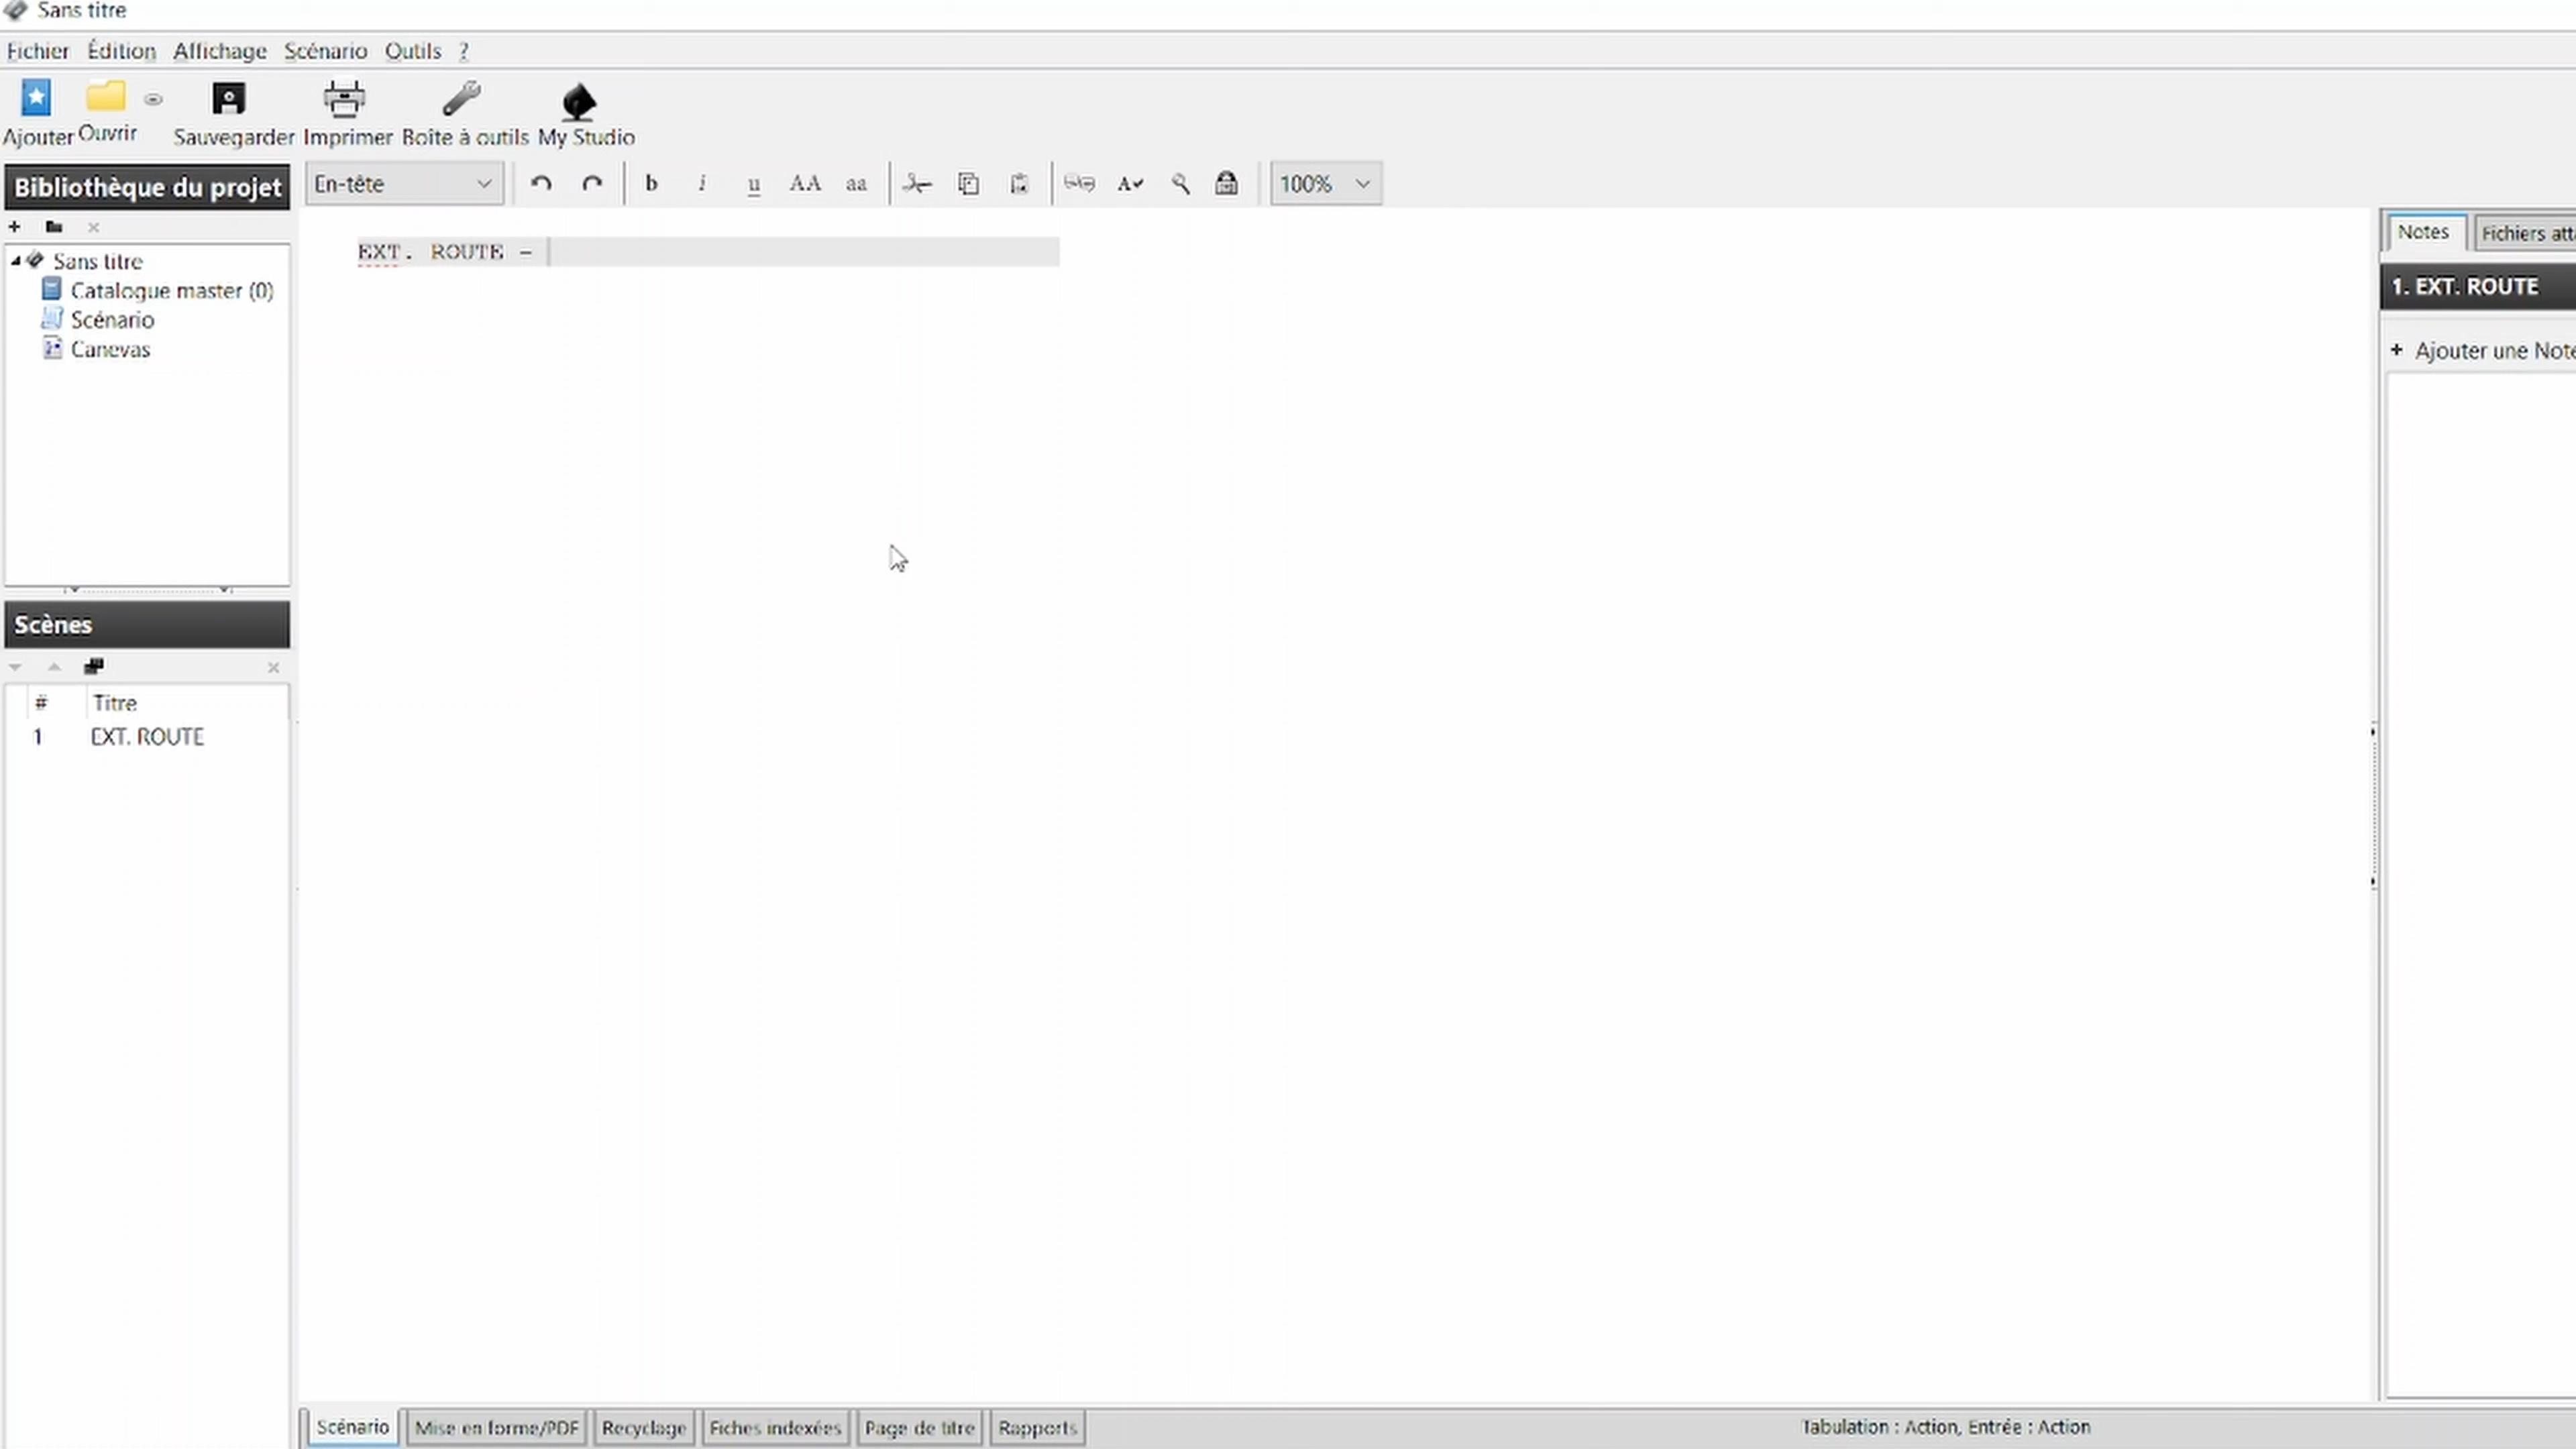 Sans titre
Fichier Édition Affichage Scénario Outils ?
Ajouter Ouvrir Sauvegarder Imprimer Boîte à outils My Studio
Bibliothèque du projet
En-tête b i u AA aa 100%
Sans titre
Catalogue master (0)
Scénario
Canevas
EXT. ROUTE -
Notes Fichiers att
1. EXT. ROUTE
+ Ajouter une Note
Scènes
# Titre
1 EXT. ROUTE
Scénario Mise en forme/PDF Recyclage Fiches indexées Page de titre Rapports
Tabulation : Action, Entrée : Action